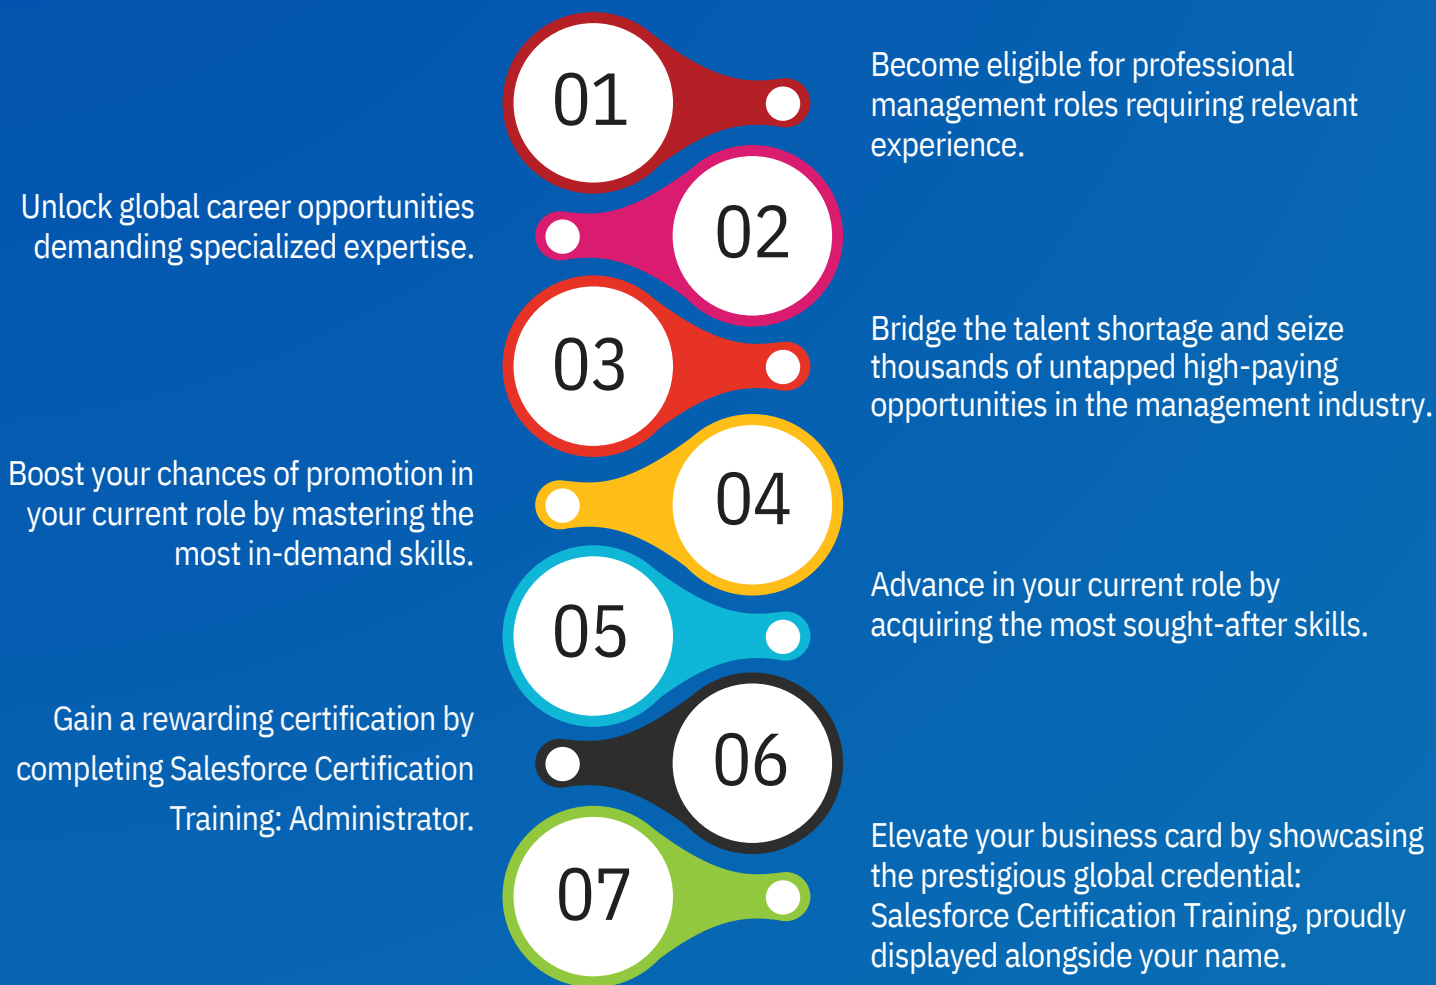 01
Become eligible for professional
management roles requiring relevant
experience.
Unlock global career opportunities
demanding specialized expertise.
02
03
Bridge the talent shortage and seize
thousands of untapped high-paying
opportunities in the management industry.
Boost your chances of promotion in
your current role by mastering the
most in-demand skills.
04
05
Advance in your current role by
acquiring the most sought-after skills.
Gain a rewarding certification by
completing Salesforce Certification
Training: Administrator.
06
07
Elevate your business card by showcasing
the prestigious global credential:
Salesforce Certification Training, proudly
displayed alongside your name.